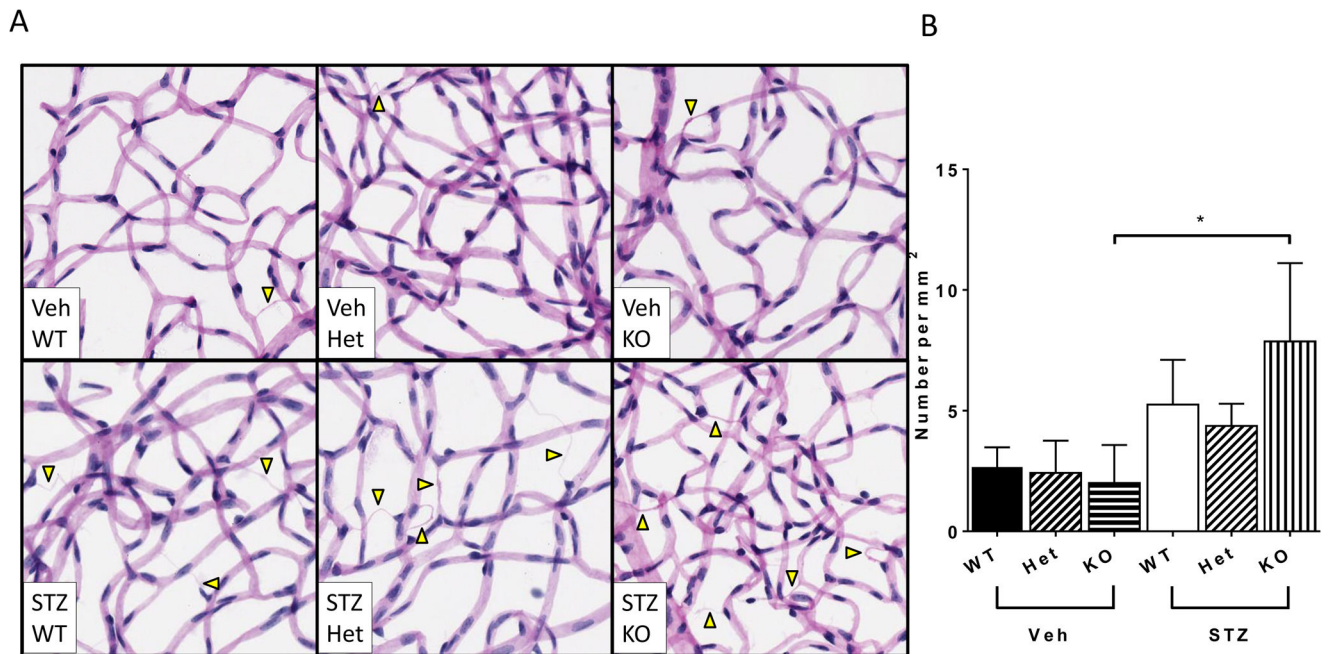 A
B
Veh
WT
Veh
Het
Veh
KO
STZ
WT
STZ
Het
STZ
KO
Number per mm 2
15
10
5
0
*
WT
Het
KO
WT
Het
KO
Veh
STZ